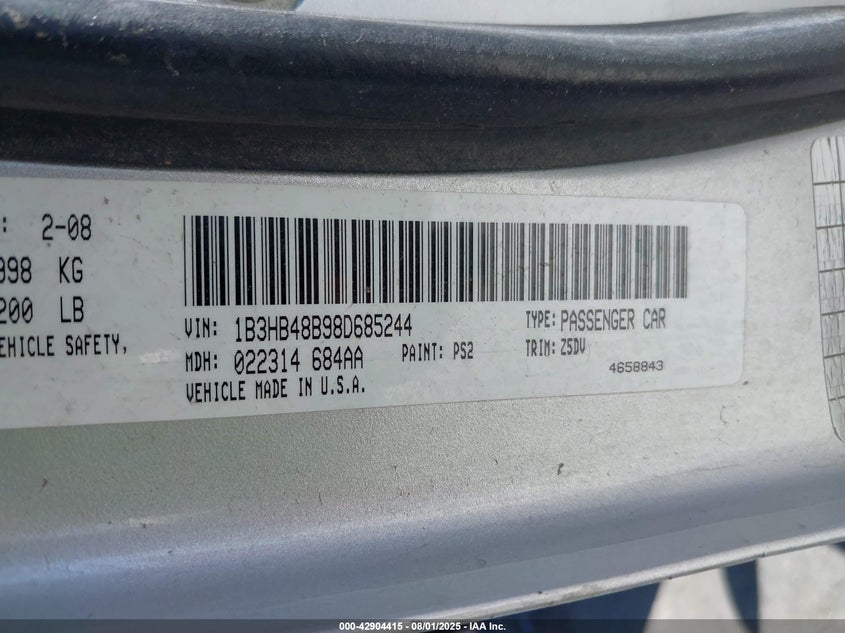 : 2-08
998 KG
200 LB
EHICLE SAFETY,
VIN: 1B3HB48B98D685244
TYPE: PASSENGER CAR
MDH: 022314 684AA
PAINT: PS2
TRIM: Z5DV
VEHICLE MADE IN U.S.A.
4658843
000-42904415 - 08/01/2025 - IAA Inc.